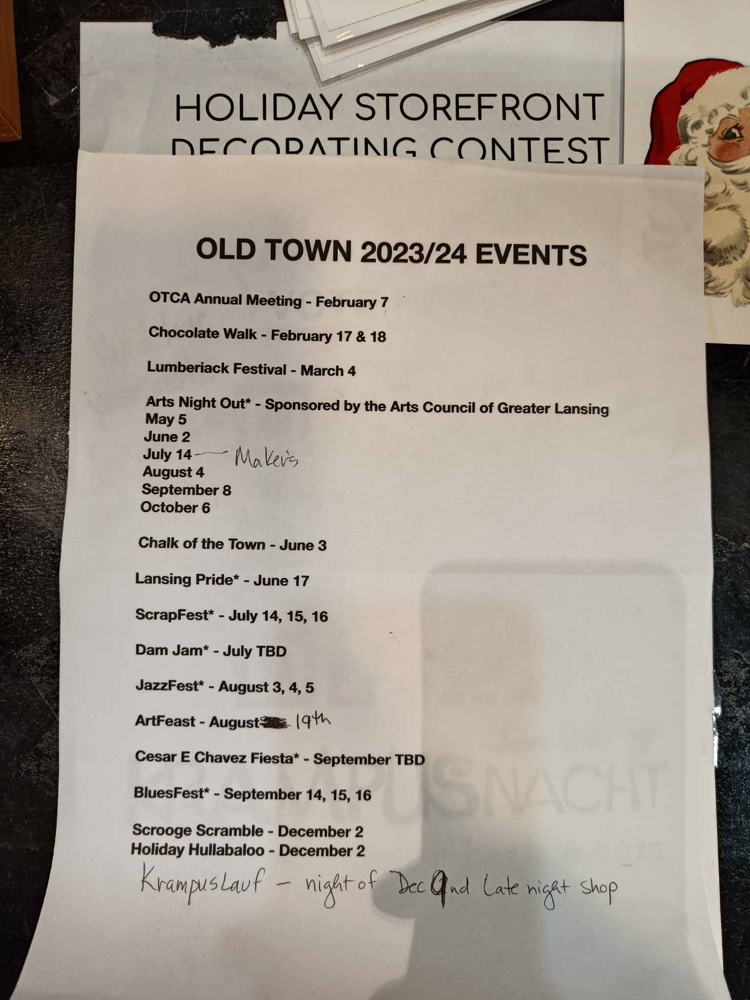 HOLIDAY STOREFRONT
DECORATING CONTEST
OLD TOWN 2023/24 EVENTS
OTCA Annual Meeting - February 7
Chocolate Walk - February 17 & 18
Lumberiack Festival - March 4
Arts Night Out* - Sponsored by the Arts Council of Greater Lansing
May 5
June 2
July 14 — Maker's
August 4
September 8
October 6
Chalk of the Town - June 3
Lansing Pride* - June 17
ScrapFest* - July 14, 15, 16
Dam Jam* - July TBD
JazzFest* - August 3, 4, 5
ArtFeast - August 19th
Cesar E Chavez Fiesta* - September TBD
BluesFest* - September 14, 15, 16
Scrooge Scramble - December 2
Holiday Hullabaloo - December 2
Krampuslauf - night of Dec nd Late night shop
KRAMPUSNACHT